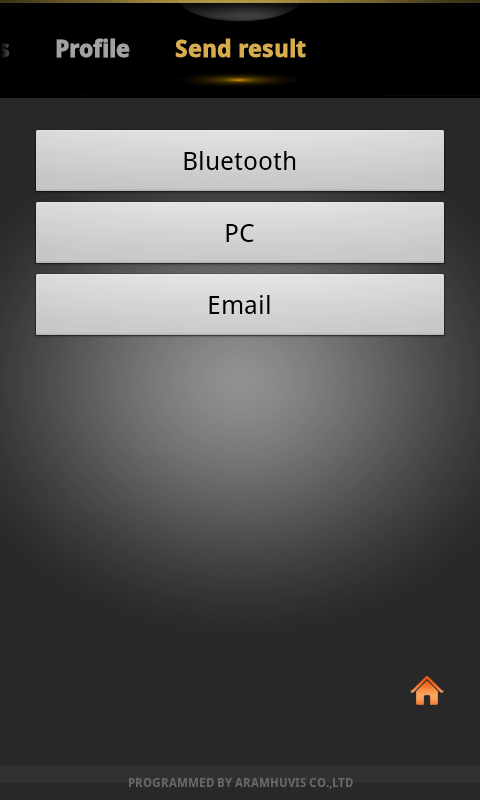 s Profile Send result
Bluetooth
PC
Email
PROGRAMMED BY ARAMHUVIS CO.,LTD